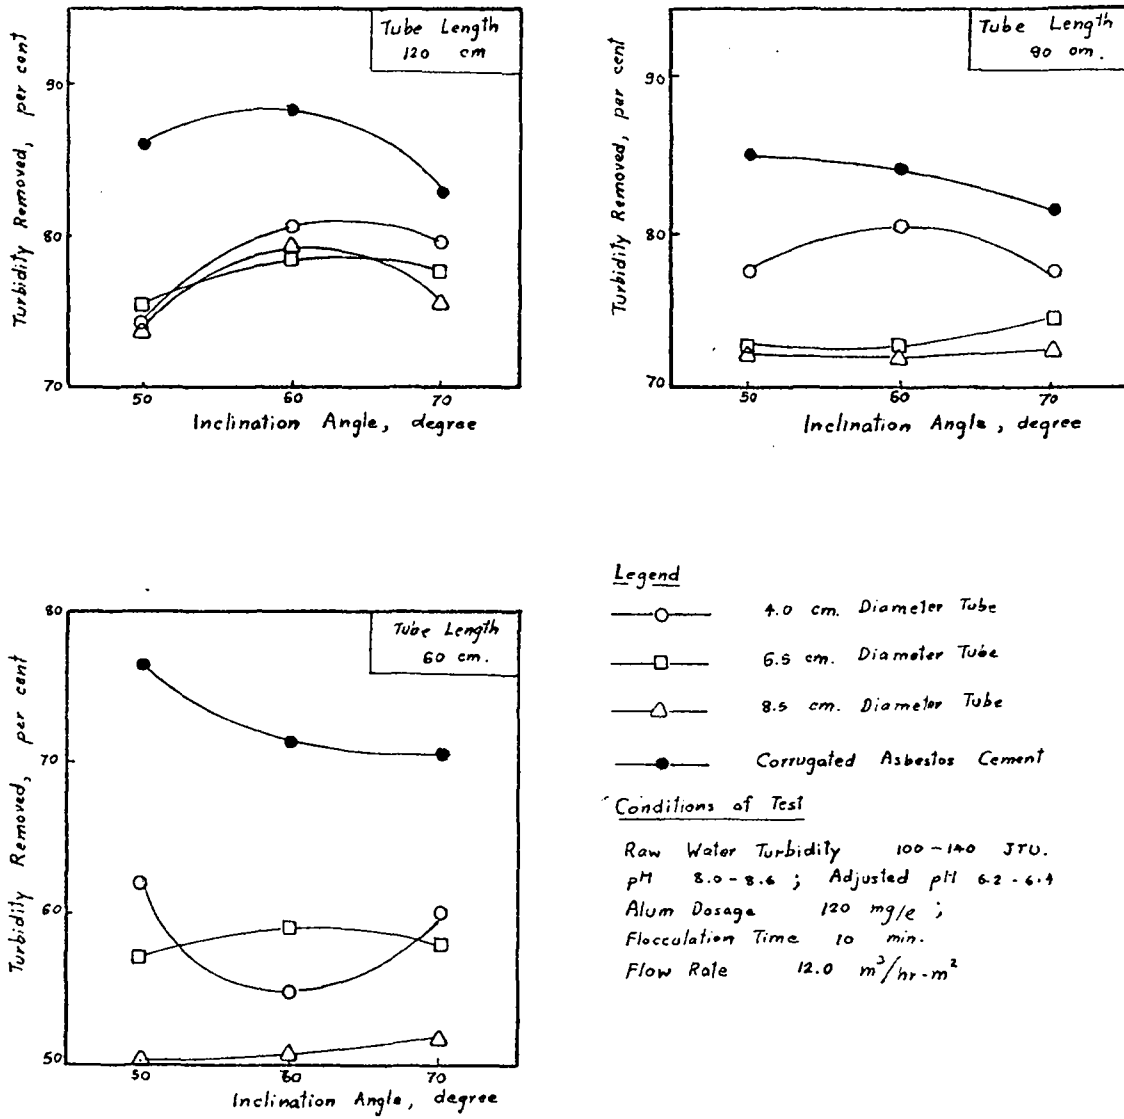 Tube Length
120 cm
Turbidity Removed, per cent
90
80
70
50 60 70
Inclination Angle, degree
Tube Length
90 cm.
Turbidity Removed, per cent
90
80
70
50 60 70
Inclination Angle, degree
Tube Length
60 cm.
Turbidity Removed, per cent
80
70
60
50
50 60 70
Inclination Angle, degree
Legend
4.0 cm. Diameter Tube
6.5 cm. Diameter Tube
8.5 cm. Diameter Tube
Corrugated Asbestos Cement
Conditions of Test
Raw Water Turbidity 100-140 JTU.
pH 8.0-8.6 ; Adjusted pH 6.2-6.4
Alum Dosage 120 mg/l ;
Flocculation Time 10 min.
Flow Rate 12.0 m³/hr-m²